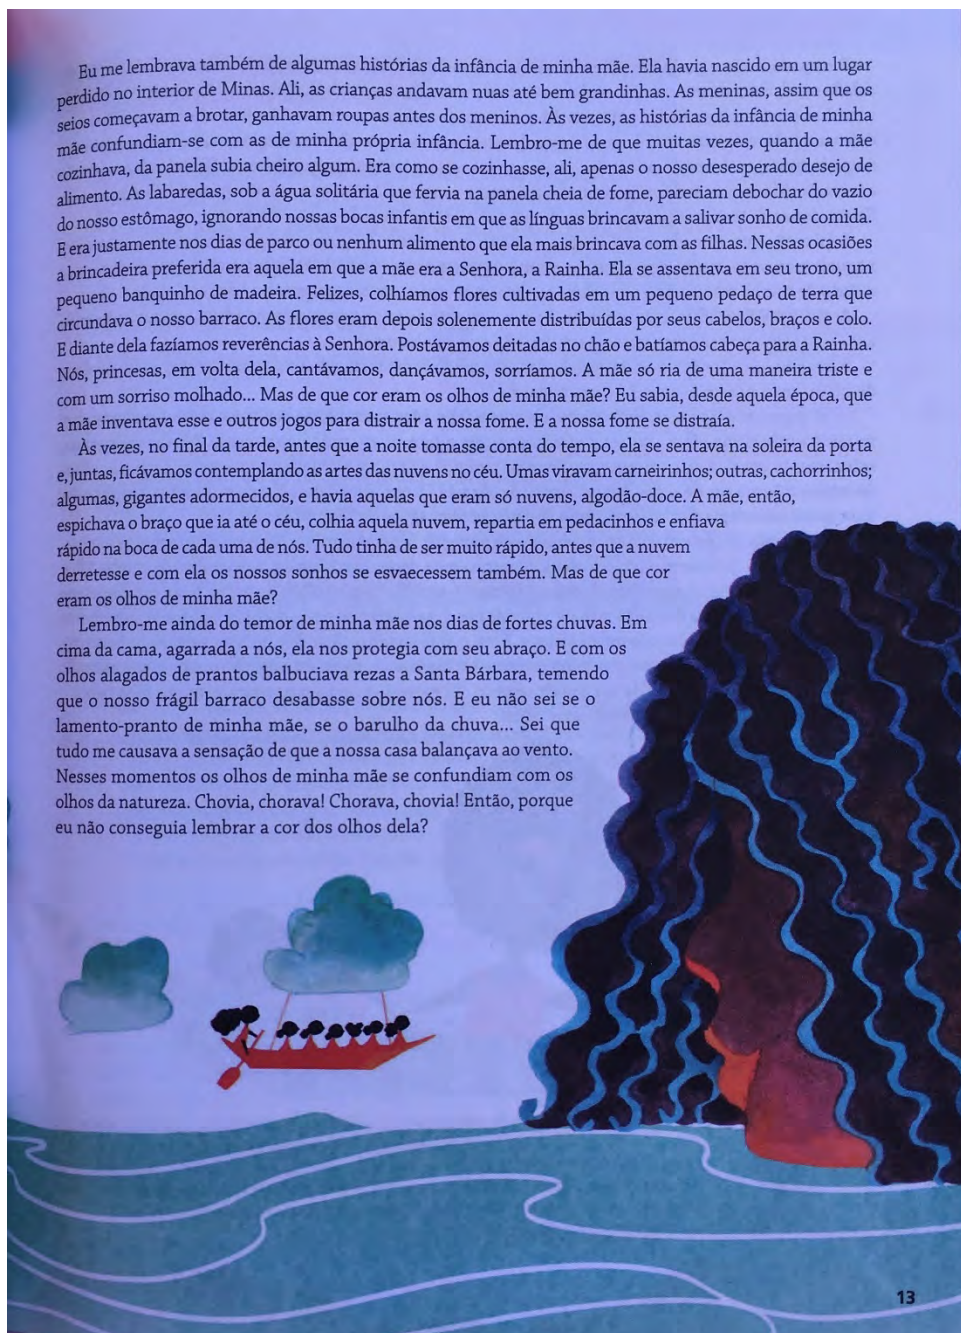 Eu me lembrava também de algumas histórias da infância de minha mãe. Ela havia nascido em um lugar
perdido no interior de Minas. Ali, as crianças andavam nuas até bem grandinhas. As meninas, assim que os
seios começavam a brotar, ganhavam roupas antes dos meninos. Às vezes, as histórias da infância de minha
mãe confundiam-se com as de minha própria infância. Lembro-me de que muitas vezes, quando a mãe
cozinhava, da panela subia cheiro algum. Era como se cozinhasse, ali, apenas o nosso desesperado desejo de
alimento. As labaredas, sob a água solitária que fervia na panela cheia de fome, pareciam debochar do vazio
do nosso estômago, ignorando nossas bocas infantis em que as línguas brincavam a salivar sonho de comida.
E era justamente nos dias de parco ou nenhum alimento que ela mais brincava com as filhas. Nessas ocasiões
a brincadeira preferida era aquela em que a mãe era a Senhora, a Rainha. Ela se assentava em seu trono, um
pequeno banquinho de madeira. Felizes, colhíamos flores cultivadas em um pequeno pedaço de terra que
circundava o nosso barraco. As flores eram depois solenemente distribuídas por seus cabelos, braços e colo.
E diante dela fazíamos reverências à Senhora. Postávamos deitadas no chão e batíamos cabeça para a Rainha.
Nós, princesas, em volta dela, cantávamos, dançávamos, sorríamos. A mãe só ria de uma maneira triste e
com um sorriso molhado... Mas de que cor eram os olhos de minha mãe? Eu sabia, desde aquela época, que
a mãe inventava esse e outros jogos para distrair a nossa fome. E a nossa fome se distraía.
Às vezes, no final da tarde, antes que a noite tomasse conta do tempo, ela se sentava na soleira da porta
e, juntas, ficávamos contemplando as artes das nuvens no céu. Umas viravam carneirinhos; outras, cachorrinhos;
algumas, gigantes adormecidos, e havia aquelas que eram só nuvens, algodão-doce. A mãe, então,
espichava o braço que ia até o céu, colhia aquela nuvem, repartia em pedacinhos e enfiava
rápido na boca de cada uma de nós. Tudo tinha de ser muito rápido, antes que a nuvem
derretesse e com ela os nossos sonhos se esvaecessem também. Mas de que cor
eram os olhos de minha mãe?
Lembro-me ainda do temor de minha mãe nos dias de fortes chuvas. Em
cima da cama, agarrada a nós, ela nos protegia com seu abraço. E com os
olhos alagados de prantos balbuciava rezas a Santa Bárbara, temendo
que o nosso frágil barraco desabasse sobre nós. E eu não sei se o
lamento-pranto de minha mãe, se o barulho da chuva... Sei que
tudo me causava a sensação de que a nossa casa balançava ao vento.
Nesses momentos os olhos de minha mãe se confundiam com os
olhos da natureza. Chovia, chorava! Chorava, chovia! Então, porque
eu não conseguia lembrar a cor dos olhos dela?
13